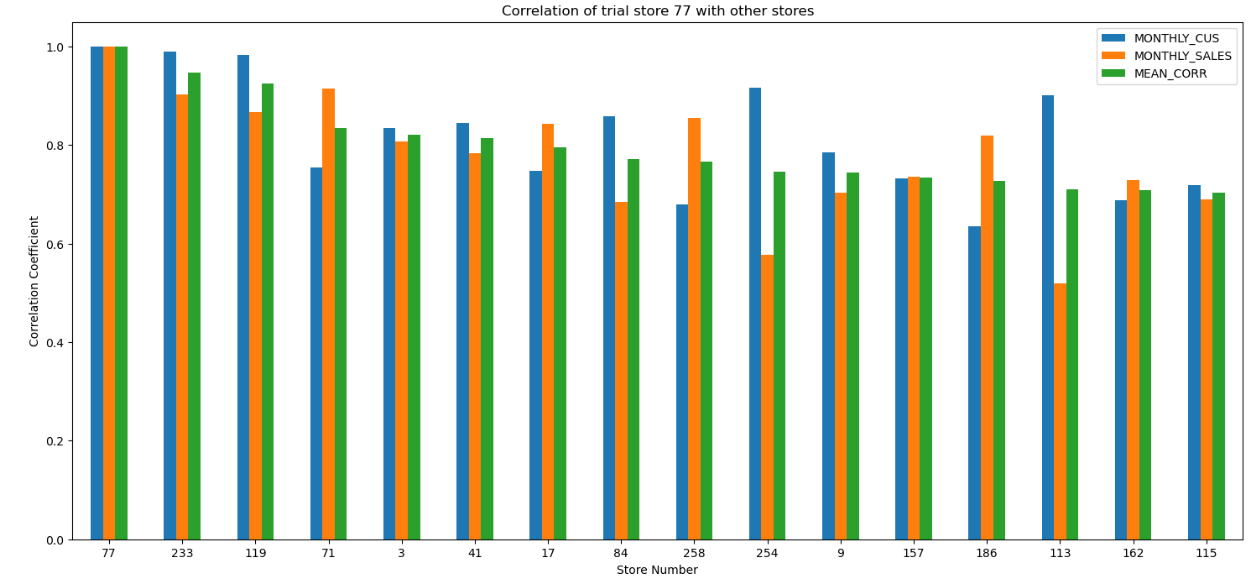 Correlation of trial store 77 with other stores
MONTHLY_CUS
MONTHLY_SALES
MEAN_CORR
1.0
0.8
0.6
0.4
0.2
0.0
Correlation Coefficient
77 233 119 71 3 41 17 84 258 254 9 157 186 113 162 115
Store Number